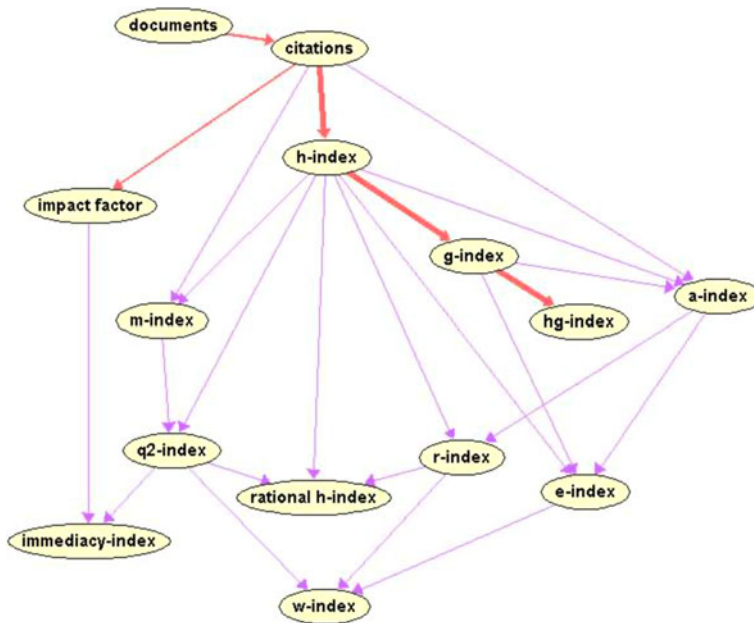 documents
citations
h-index
impact factor
g-index
a-index
m-index
hg-index
q2-index
r-index
rational h-index
e-index
immediacy-index
w-index